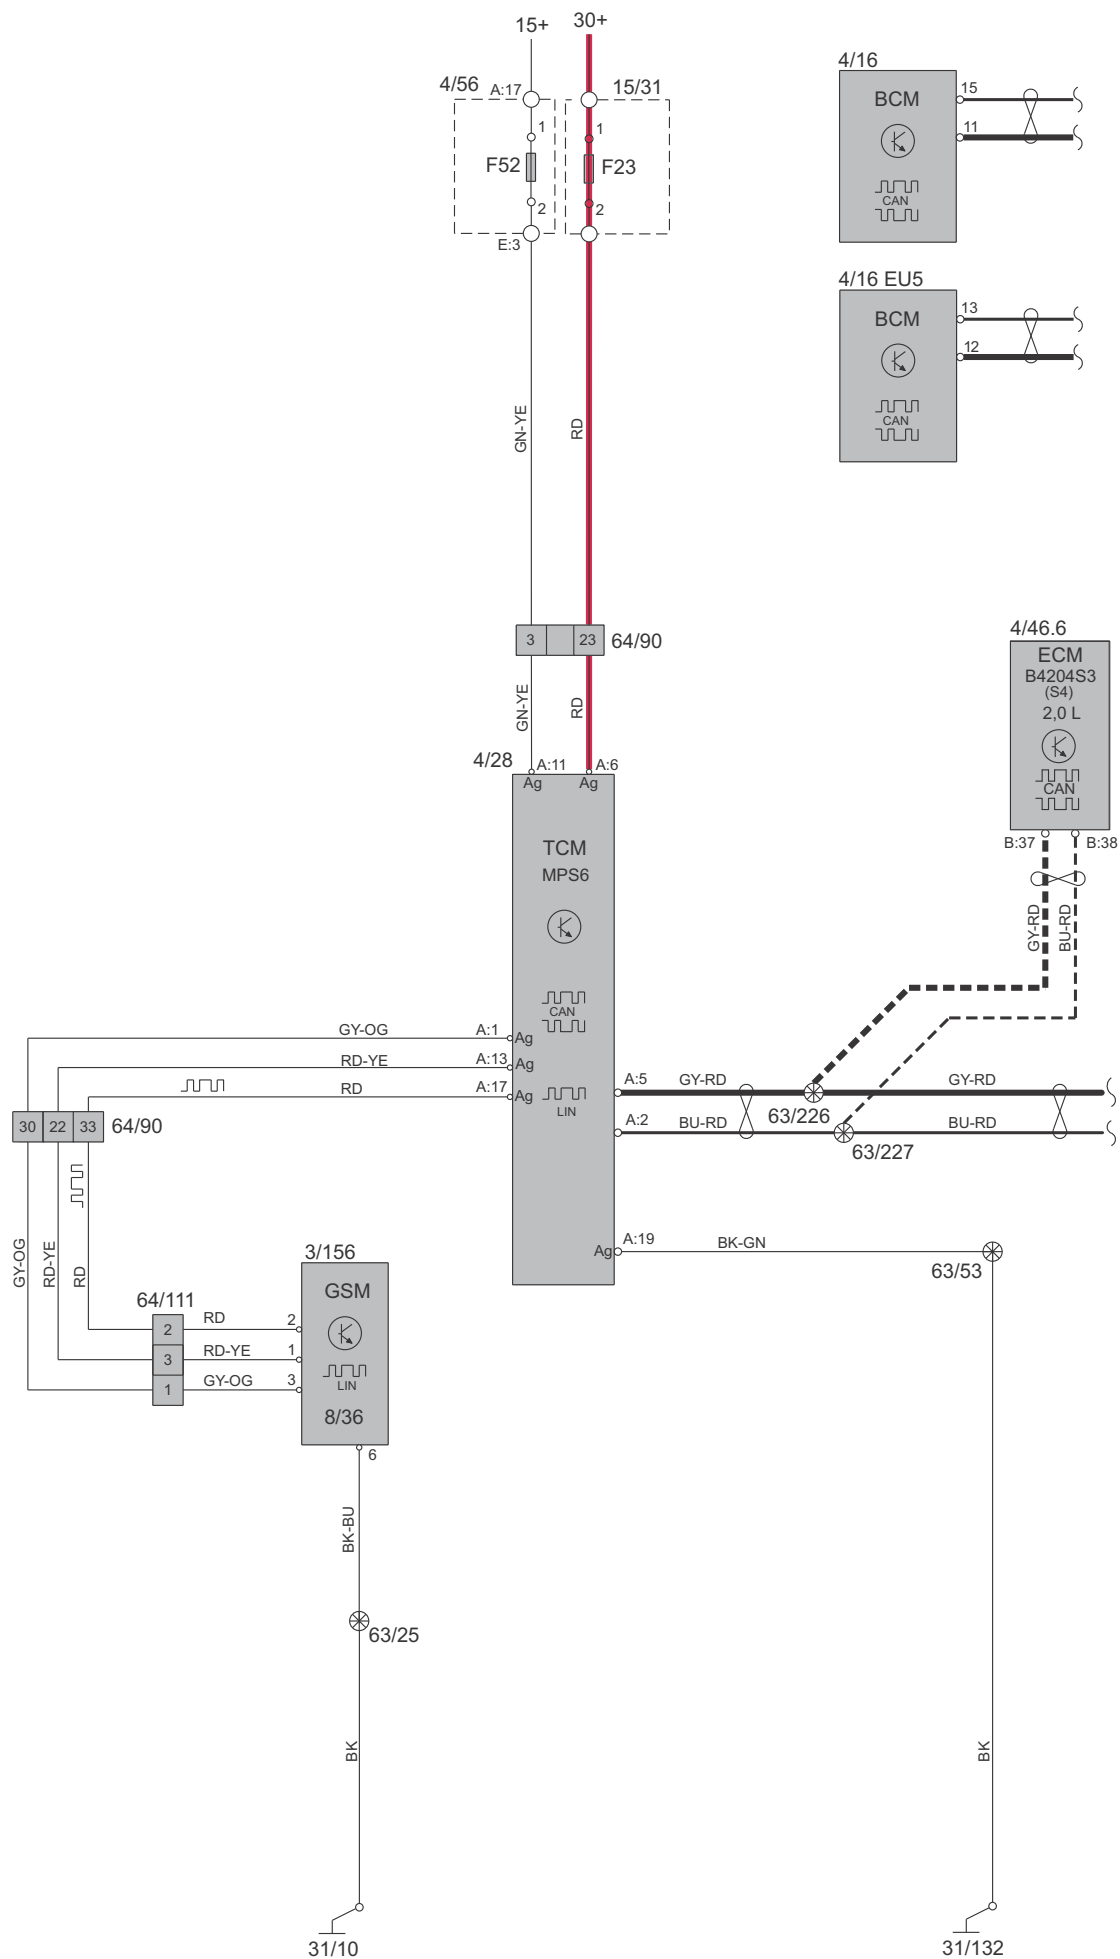 15+
30+
4/56
A:17
15/31
1
1
F52
F23
2
2
E:3
4/16
BCM
15
11
CAN
4/16 EU5
BCM
13
12
CAN
GN-YE
RD
3
23
64/90
GN-YE
RD
4/46.6
ECM
B4204S3
(S4)
2,0 L
CAN
B:37
B:38
GY-RD
BU-RD
4/28
A:11
A:6
Ag
Ag
TCM
MPS6
CAN
LIN
GY-OG
A:1
Ag
RD-YE
A:13
Ag
RD
A:17
Ag
A:5
GY-RD
GY-RD
63/226
A:2
BU-RD
BU-RD
63/227
30
22
33
64/90
GY-OG
RD-YE
RD
Ag
A:19
BK-GN
63/53
3/156
GSM
LIN
8/36
64/111
2
RD
2
3
RD-YE
1
1
GY-OG
3
6
BK-BU
63/25
BK
BK
31/10
31/132